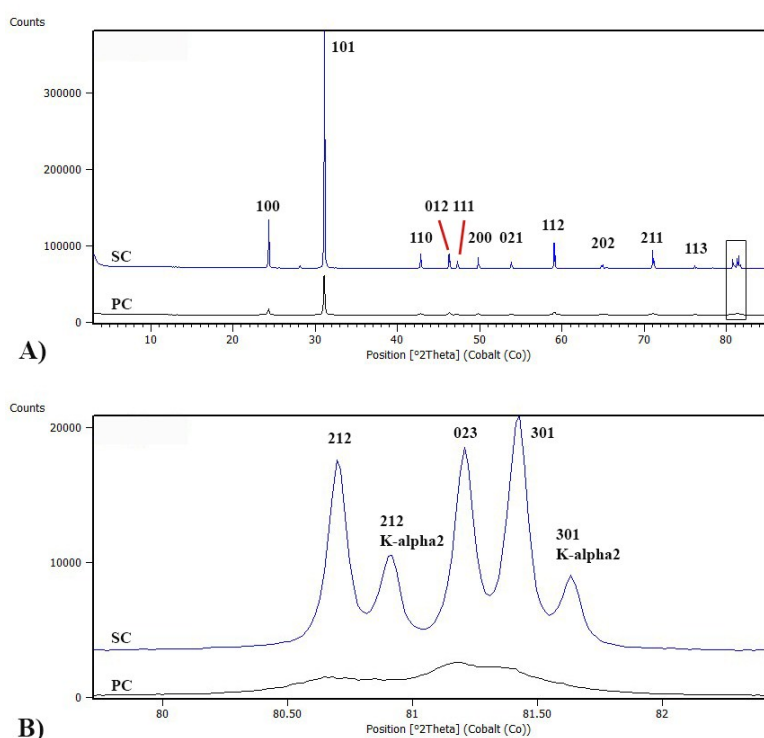 Counts
101
300000
200000
100
012 111
112
110
200 021
211
202
113
100000
SC
PC
0
10 20 30 40 50 60 70 80
Position [°2Theta] (Cobalt (Co))
A)
Counts
20000
212
023
301
212
K-alpha2
301
K-alpha2
10000
SC
PC
0
80 80.50 81 81.50 82
Position [°2Theta] (Cobalt (Co))
B)